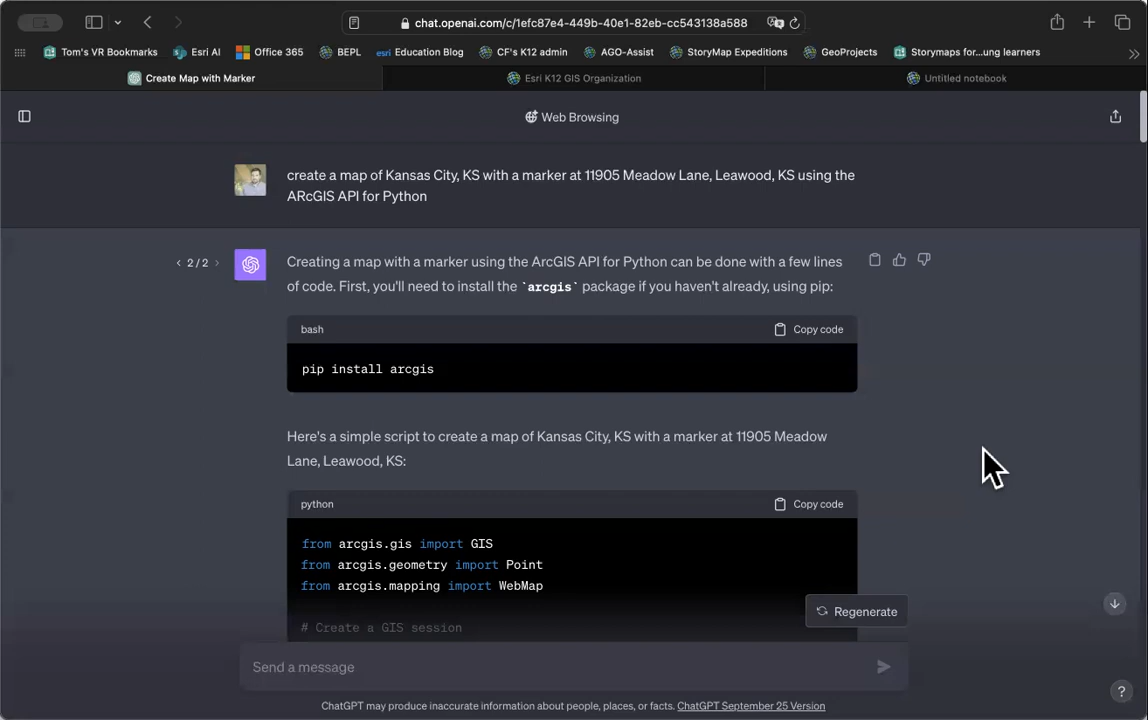 chat.openai.com/c/1efc87e4-449b-40e1-82eb-cc543138a588
Tom's VR Bookmarks Esri AI Office 365 BEPL esri Education Blog CF's K12 admin AGO-Assist StoryMap Expeditions GeoProjects Storymaps for...ung learners
Create Map with Marker Esri K12 GIS Organization Untitled notebook
Web Browsing
create a map of Kansas City, KS with a marker at 11905 Meadow Lane, Leawood, KS using the
ARcGIS API for Python
< 2 / 2 >
Creating a map with a marker using the ArcGIS API for Python can be done with a few lines
of code. First, you'll need to install the `arcgis` package if you haven't already, using pip:
bash Copy code
pip install arcgis
Here's a simple script to create a map of Kansas City, KS with a marker at 11905 Meadow
Lane, Leawood, KS:
python Copy code
from arcgis.gis import GIS
from arcgis.geometry import Point
from arcgis.mapping import WebMap
Regenerate
# Create a GIS session
Send a message
ChatGPT may produce inaccurate information about people, places, or facts. ChatGPT September 25 Version
?